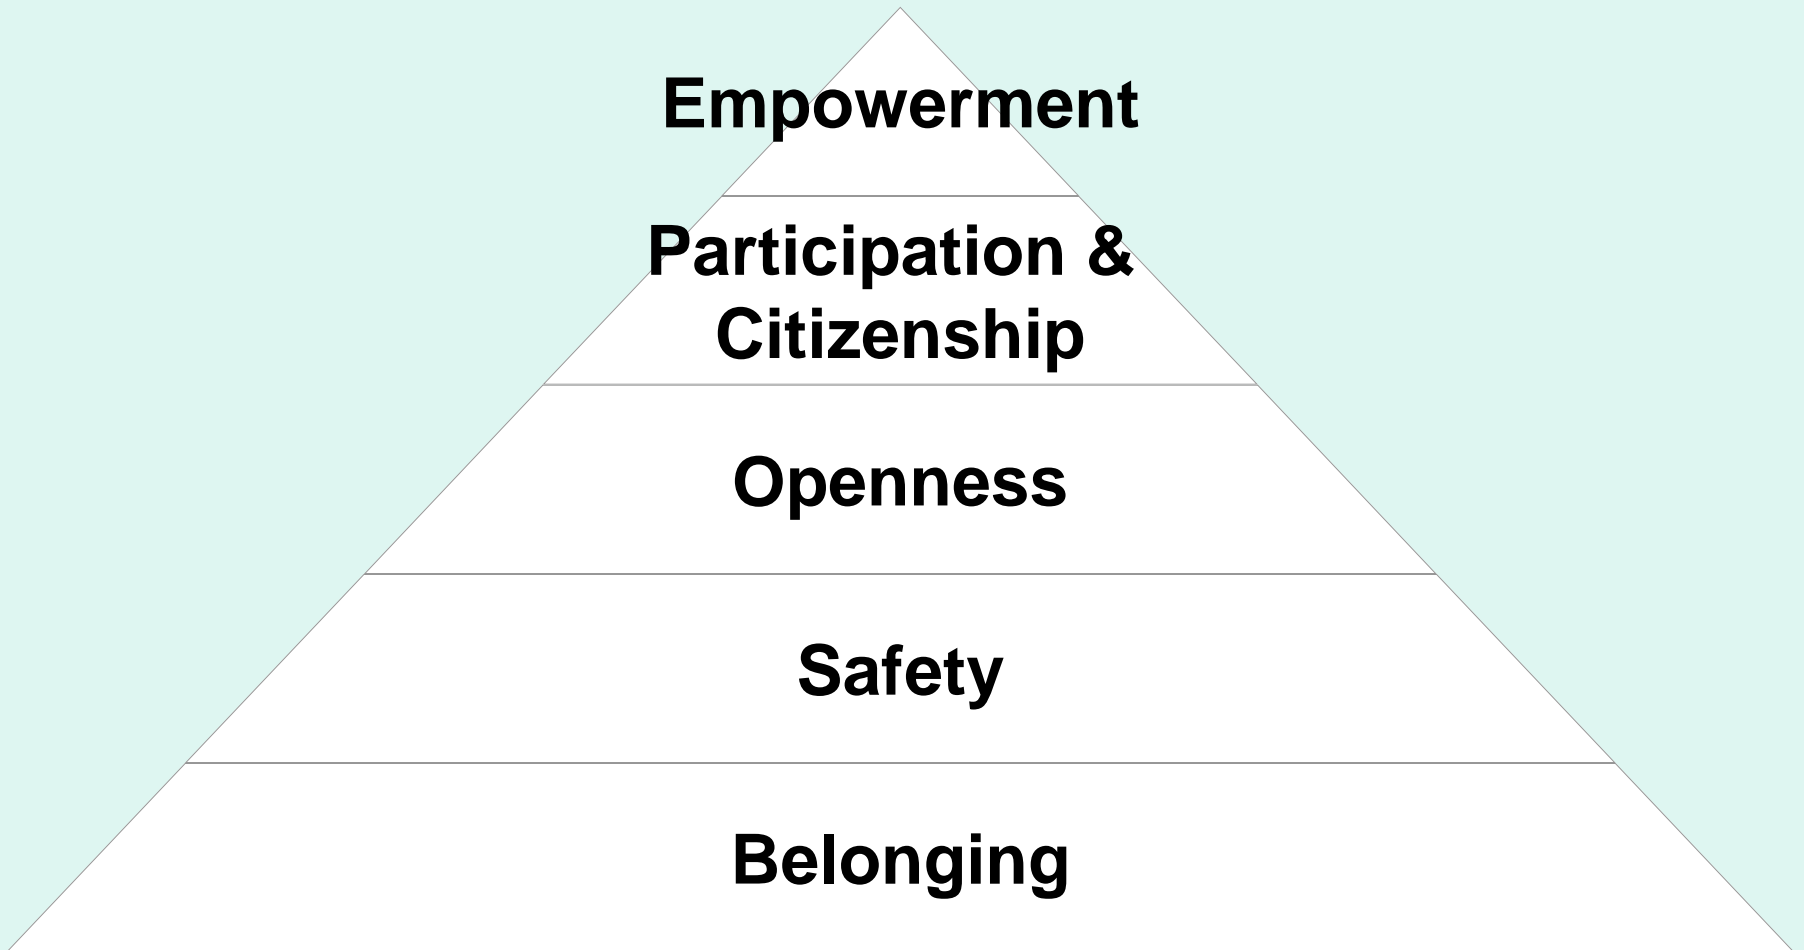 Empowerment
Participation &
Citizenship
Openness
Safety
Belonging